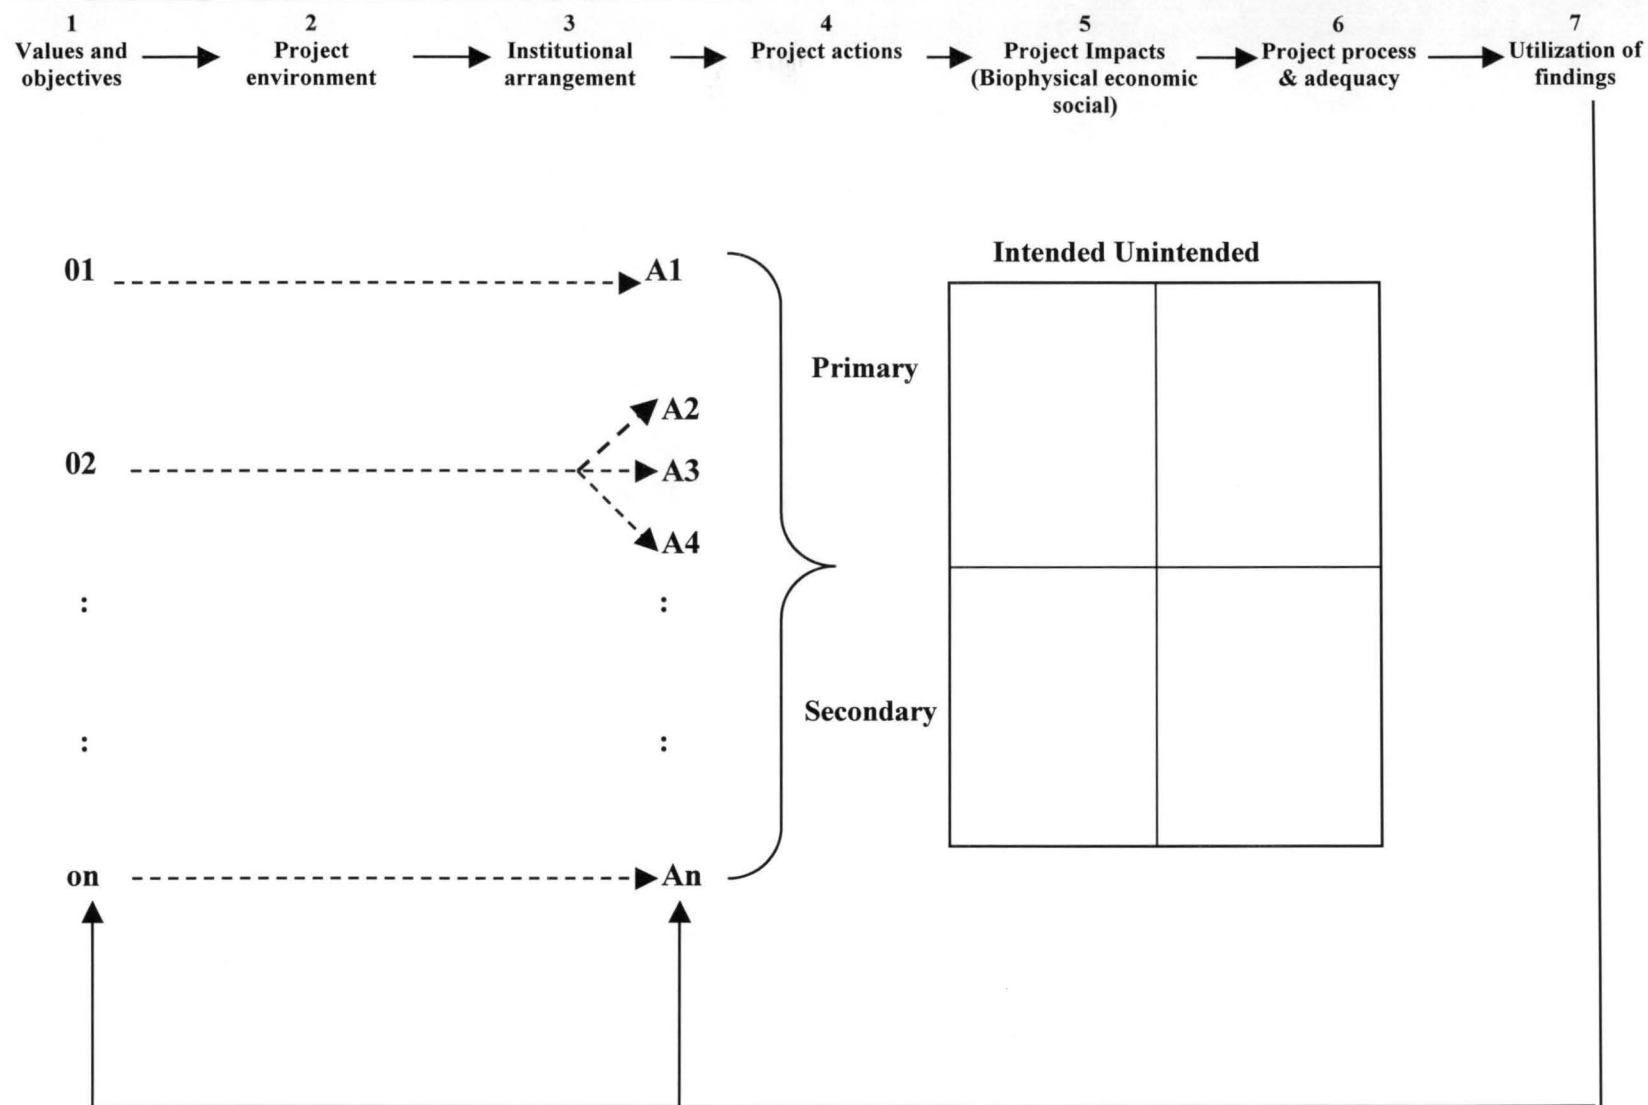 1
Values and
objectives
2
Project
environment
3
Institutional
arrangement
4
Project actions
5
Project Impacts
(Biophysical economic
social)
6
Project process
& adequacy
7
Utilization of
findings
Intended Unintended
01
A1
Primary
A2
02
A3
A4
:
:
Secondary
:
:
on
An